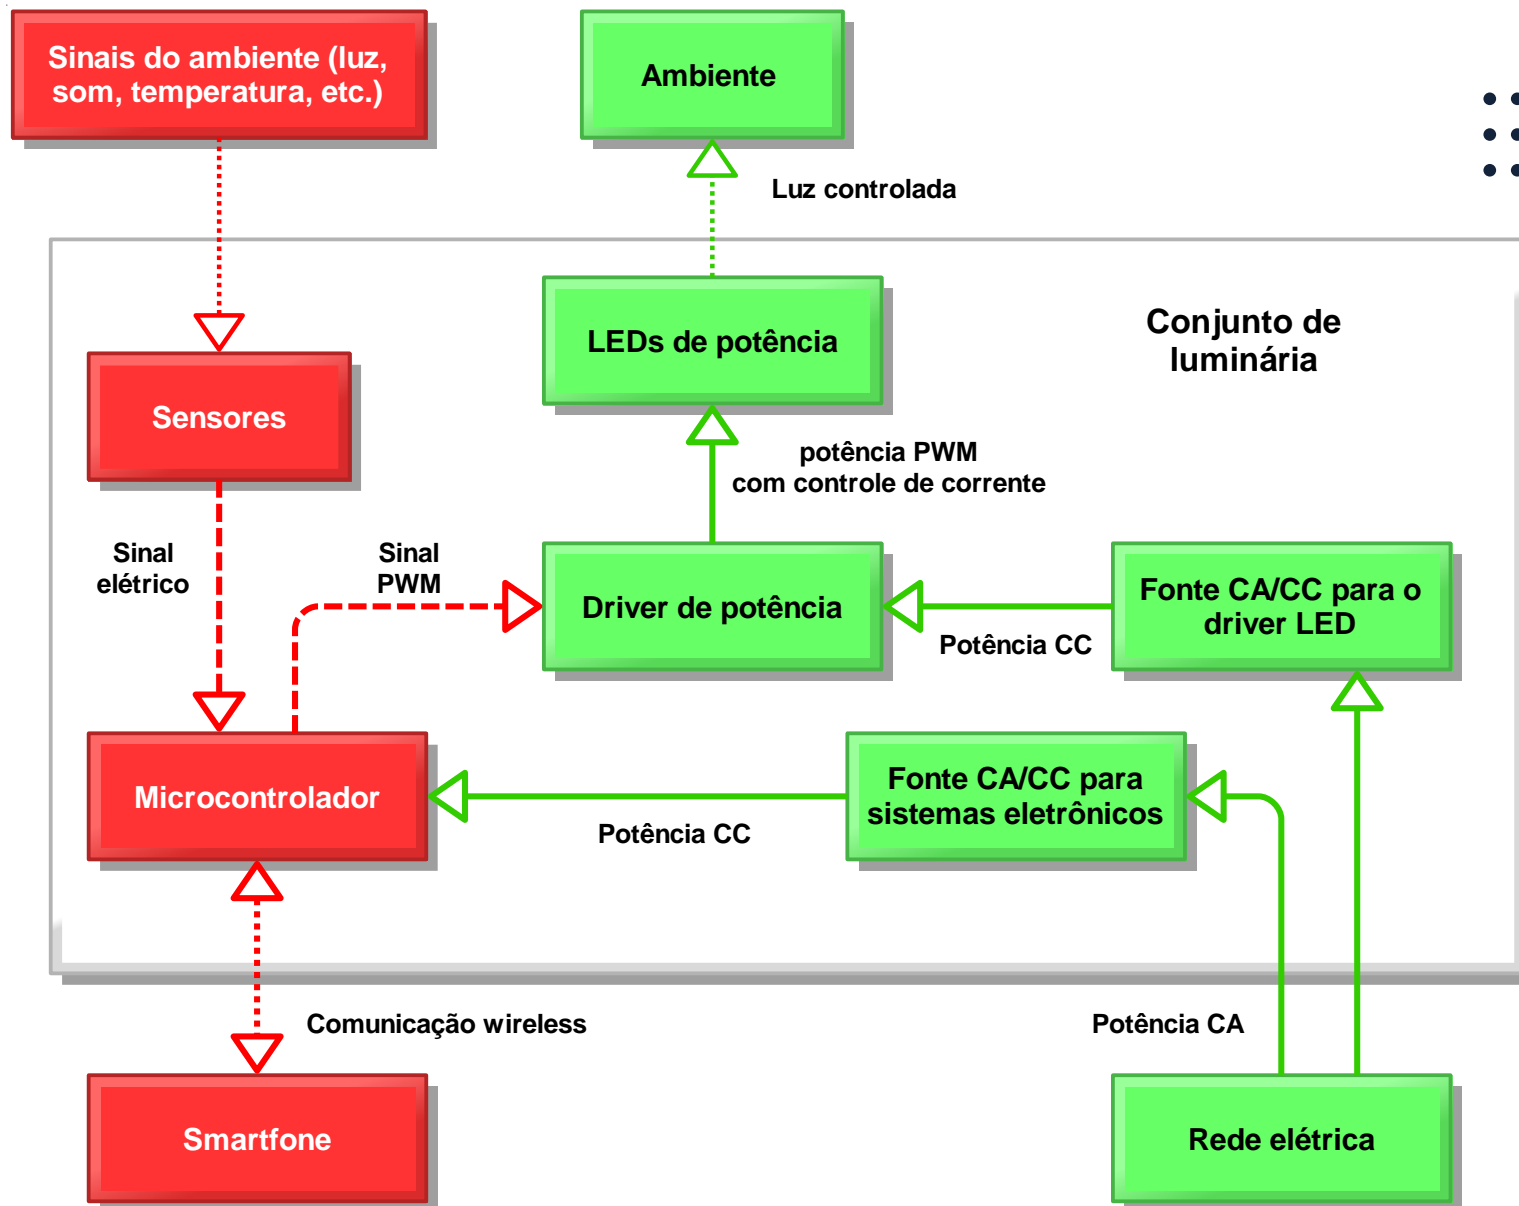 Sinais do ambiente (luz,
som, temperatura, etc.)
Ambiente
Luz controlada
Conjunto de
luminária
LEDs de potência
Sensores
potência PWM
com controle de corrente
Sinal
elétrico
Sinal
PWM
Driver de potência
Fonte CA/CC para o
driver LED
Potência CC
Microcontrolador
Fonte CA/CC para
sistemas eletrônicos
Potência CC
Comunicação wireless
Potência CA
Smartfone
Rede elétrica